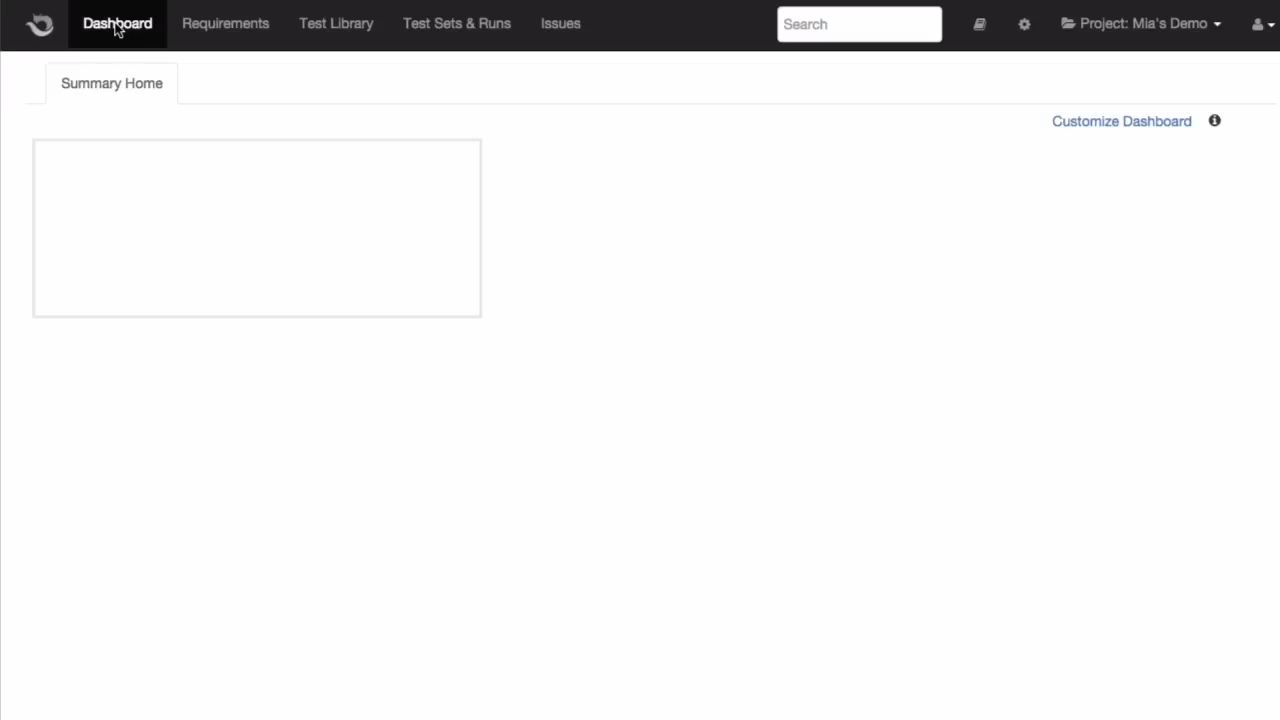 Dashboard Requirements Test Library Test Sets & Runs Issues Search Project: Mia's Demo
Summary Home
Customize Dashboard